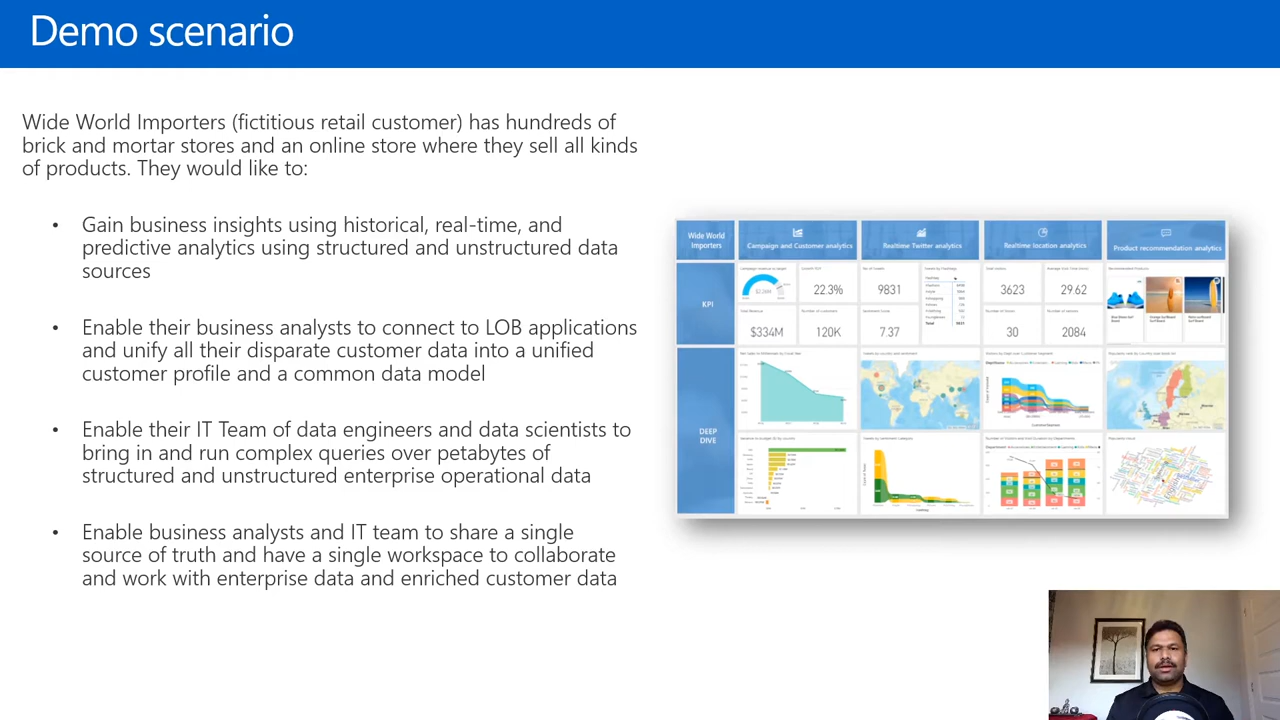 Demo scenario
Wide World Importers (fictitious retail customer) has hundreds of
brick and mortar stores and an online store where they sell all kinds
of products. They would like to:
• Gain business insights using historical, real-time, and
predictive analytics using structured and unstructured data
sources
• Enable their business analysts to connect to LOB applications
and unify all their disparate customer data into a unified
customer profile and a common data model
• Enable their IT Team of data engineers and data scientists to
bring in and run complex queries over petabytes of
structured and unstructured enterprise operational data
• Enable business analysts and IT team to share a single
source of truth and have a single workspace to collaborate
and work with enterprise data and enriched customer data
Wide World
Importers
Campaign and Customer analytics
Realtime Twitter analytics
Realtime location analytics
Product recommendation analytics
KPI
22.3%
9831
3623
29.62
$334M
120K
7.37
30
2084
DEEP
DIVE